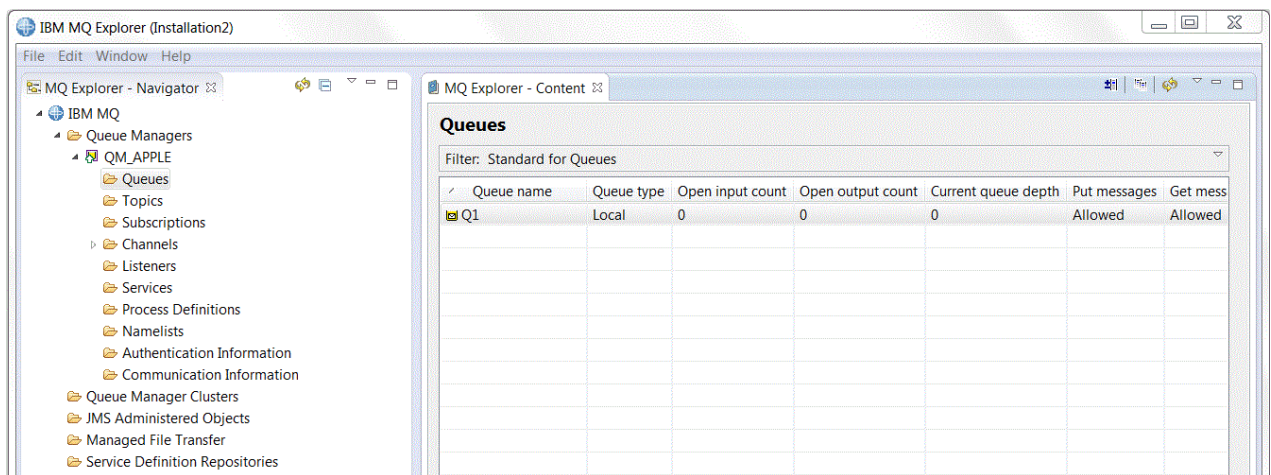 IBM MQ Explorer (Installation2)
File Edit Window Help
MQ Explorer - Navigator
IBM MQ
Queue Managers
QM_APPLE
Queues
Topics
Subscriptions
Channels
Listeners
Services
Process Definitions
Namelists
Authentication Information
Communication Information
Queue Manager Clusters
JMS Administered Objects
Managed File Transfer
Service Definition Repositories
MQ Explorer - Content
Queues
Filter: Standard for Queues
Queue name Queue type Open input count Open output count Current queue depth Put messages Get mess
Q1 Local 0 0 0 Allowed Allowed